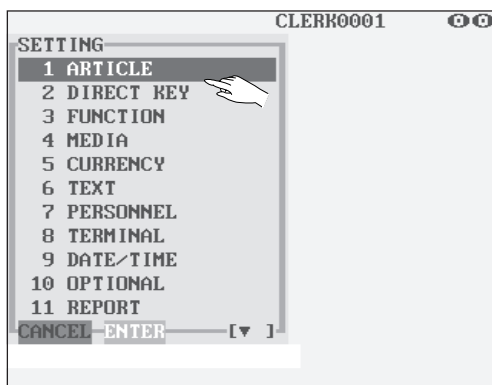 CLERK0001
SETTING
1 ARTICLE
2 DIRECT KEY
3 FUNCTION
4 MEDIA
5 CURRENCY
6 TEXT
7 PERSONNEL
8 TERMINAL
9 DATE/TIME
10 OPTIONAL
11 REPORT
CANCEL ENTER [▼ ]